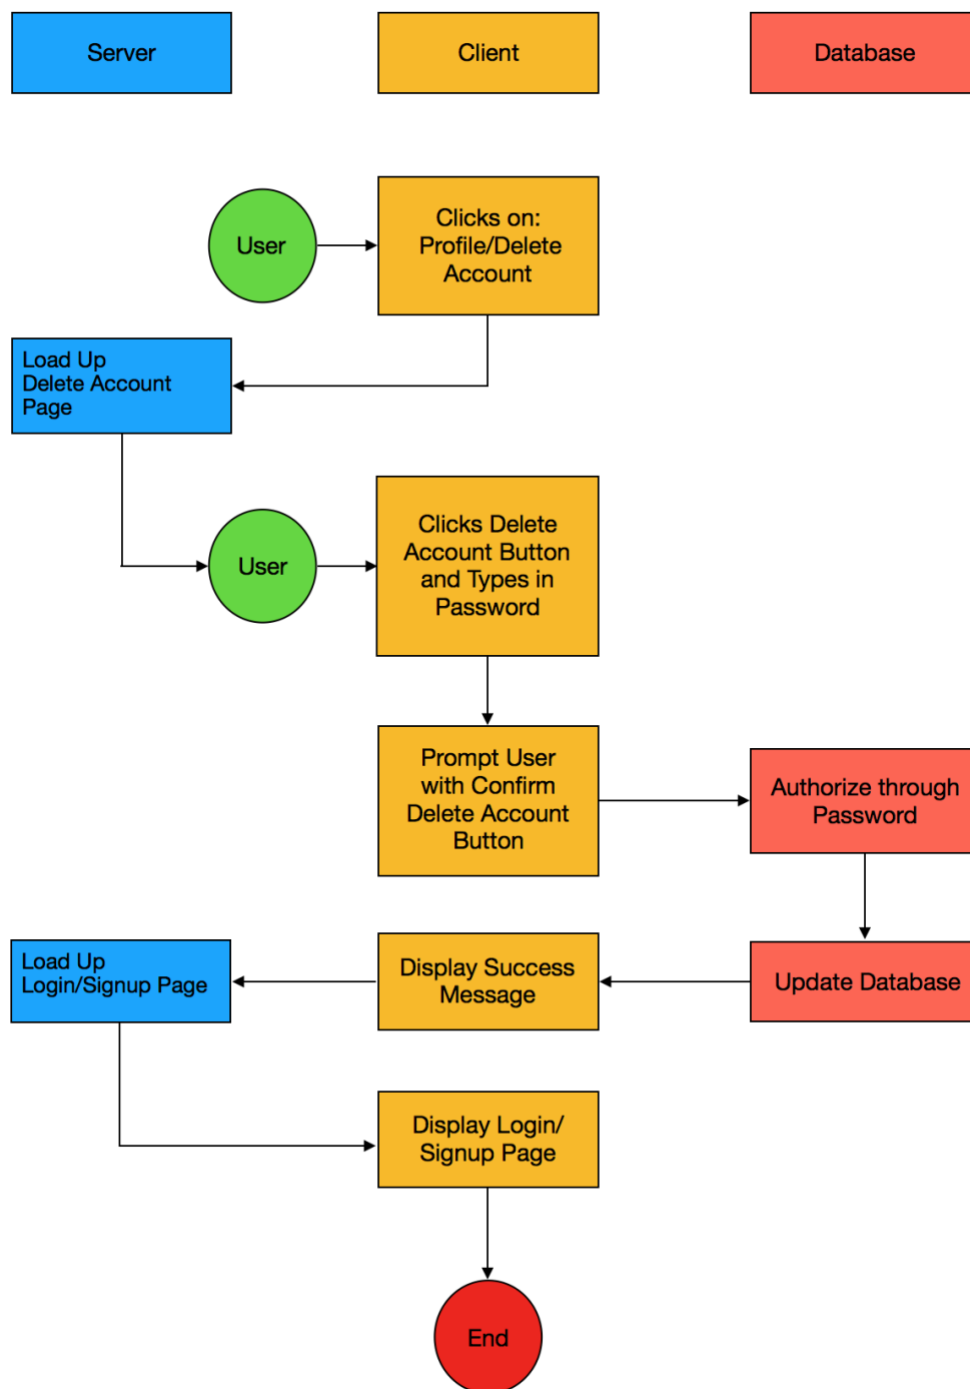 Server
Client
Database
User
Clicks on:
Profile/Delete
Account
Load Up
Delete Account
Page
User
Clicks Delete
Account Button
and Types in
Password
Prompt User
with Confirm
Delete Account
Button
Authorize through
Password
Load Up
Login/Signup Page
Display Success
Message
Update Database
Display Login/
Signup Page
End